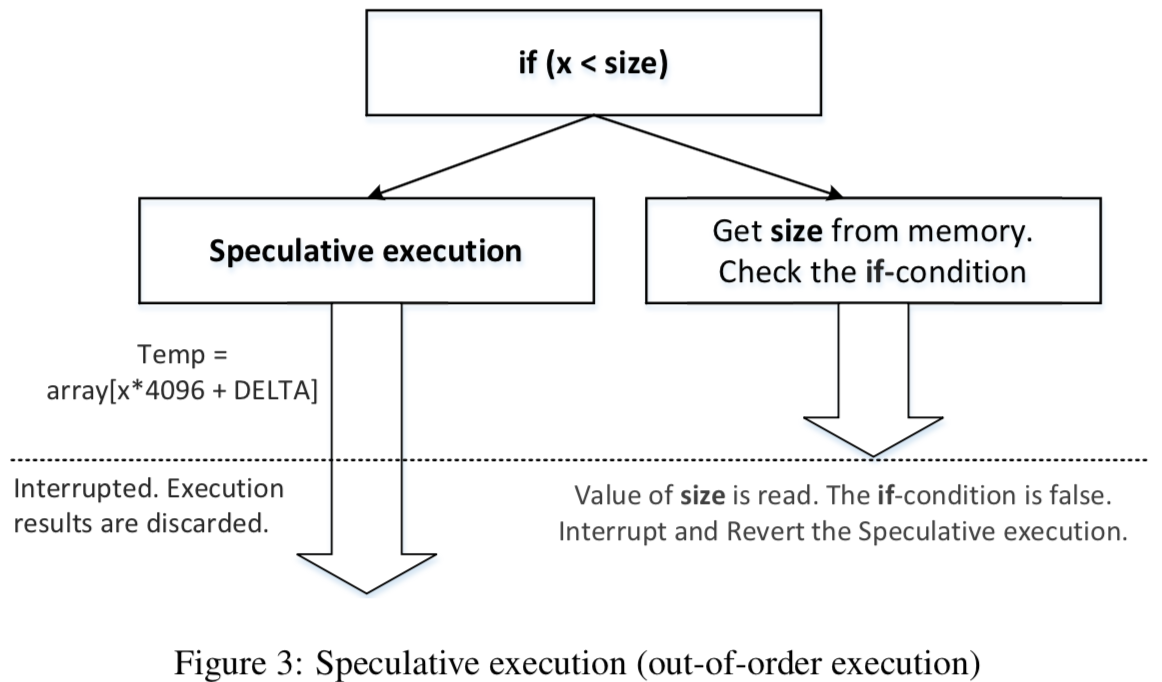 if (x < size)
Speculative execution
Get size from memory.
Check the if-condition
Temp =
array[x*4096 + DELTA]
Interrupted. Execution
results are discarded.
Value of size is read. The if-condition is false.
Interrupt and Revert the Speculative execution.
Figure 3: Speculative execution (out-of-order execution)